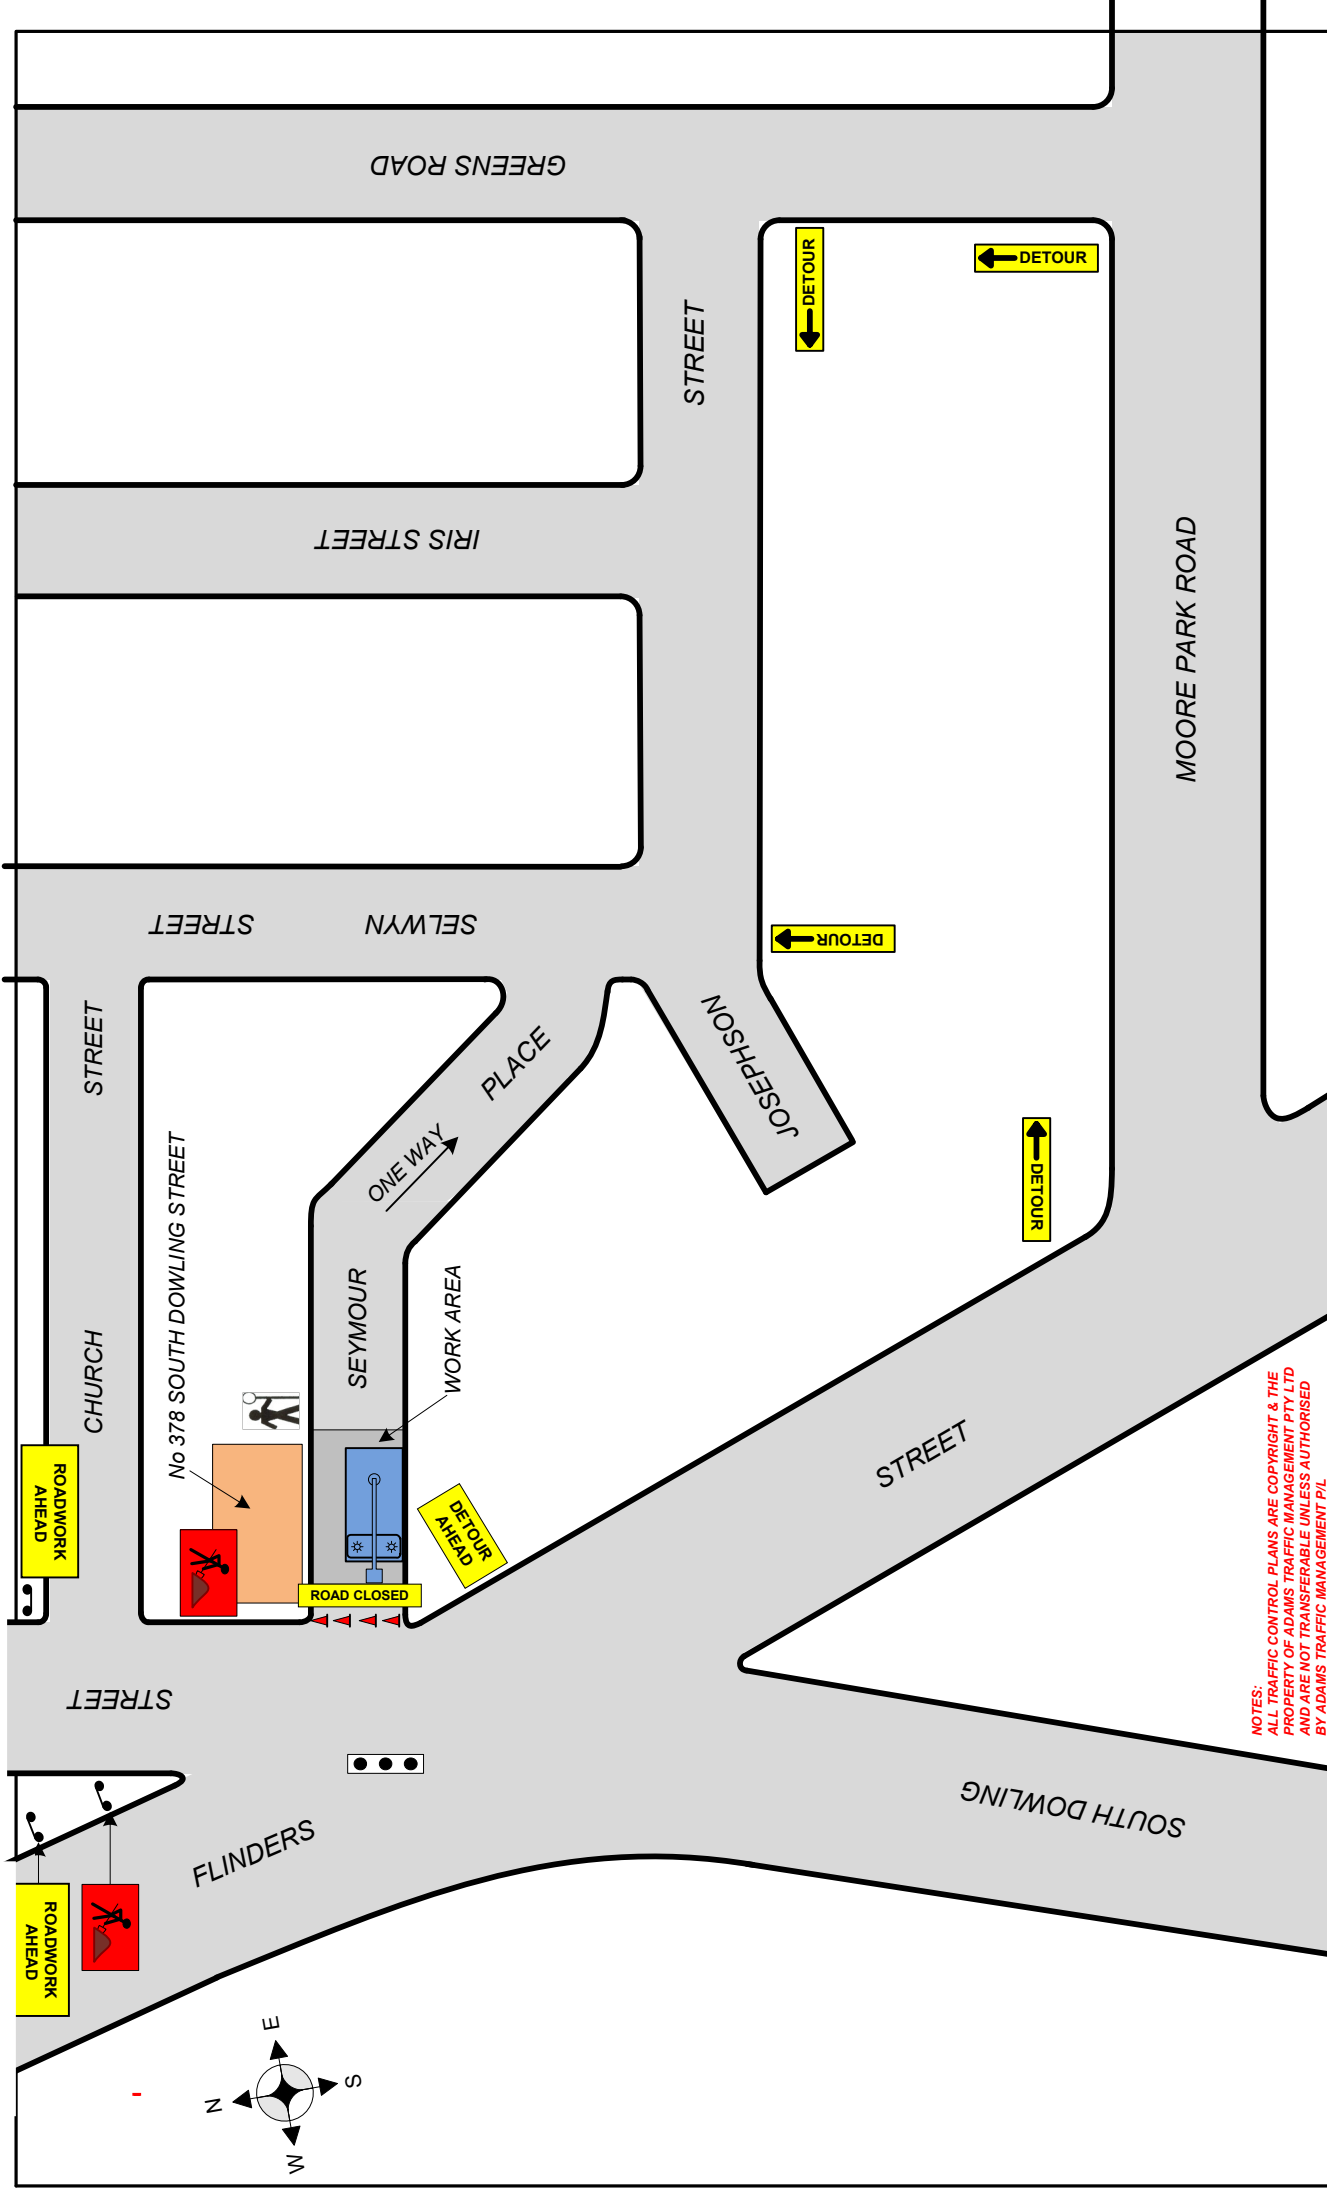 GREENS ROAD
DETOUR
DETOUR
STREET
IRIS STREET
MOORE PARK ROAD
STREET
SELWYN
DETOUR
STREET
PLACE
JOSEPHSON
ONE WAY
DETOUR
No 378 SOUTH DOWLING STREET
SEYMOUR
WORK AREA
CHURCH
ROADWORK
AHEAD
DETOUR
AHEAD
STREET
ROAD CLOSED
STREET
NOTES:
ALL TRAFFIC CONTROL PLANS ARE COPYRIGHT & THE
PROPERTY OF ADAMS TRAFFIC MANAGEMENT PTY LTD
AND ARE NOT TRANSFERABLE UNLESS AUTHORISED
BY ADAMS TRAFFIC MANAGEMENT P/L
SOUTH DOWLING
FLINDERS
ROADWORK
AHEAD
E
N
S
W
-